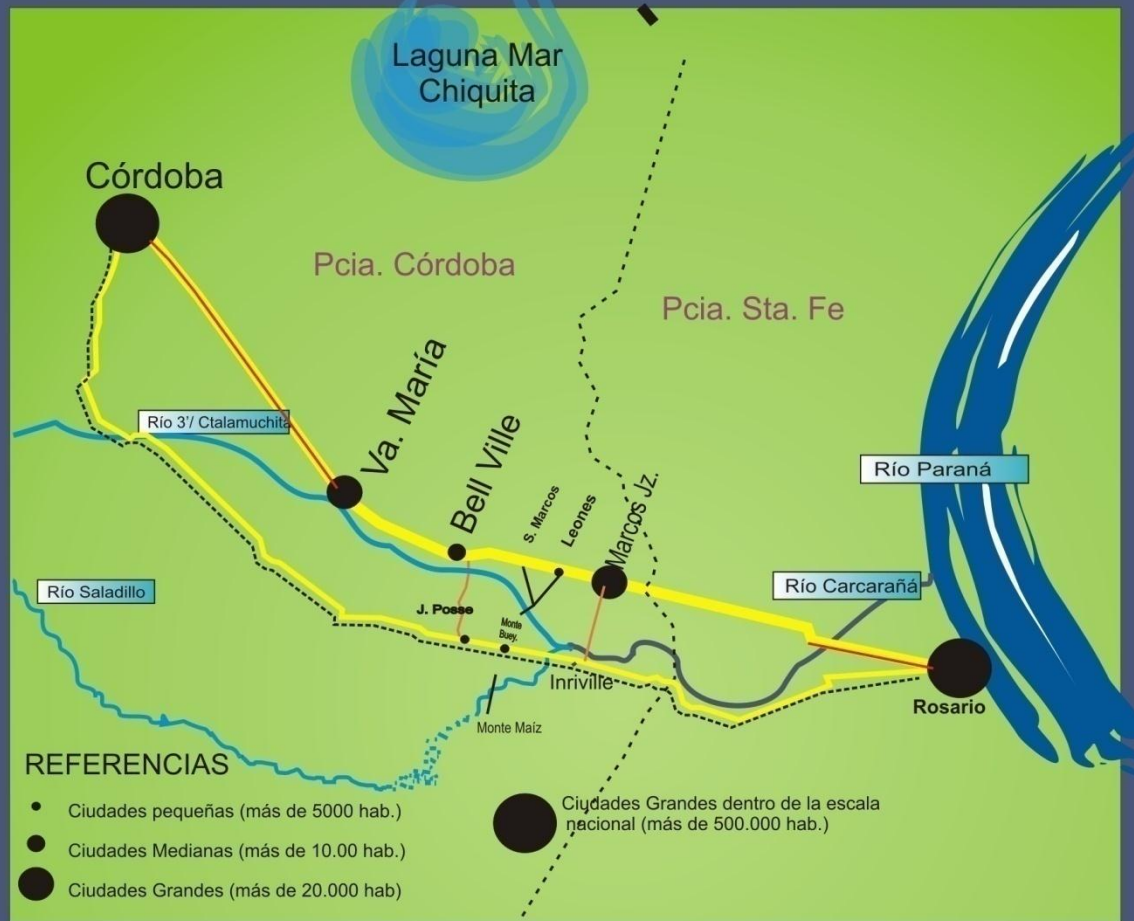 Laguna Mar
Chiquita
Córdoba
Pcia. Córdoba
Pcia. Sta. Fe
Va. María
Bell Ville
S. Marcos
Leones
Marcos Jz.
Río 3'/ Ctalamuchita
Río Paraná
Río Saladillo
Río Carcarañá
J. Posse
Monte
Buey.
Inriville
Monte Maíz
Rosario
REFERENCIAS
Ciudades pequeñas (más de 5000 hab.)
Ciudades Medianas (más de 10.00 hab.)
Ciudades Grandes (más de 20.000 hab)
Ciudades Grandes dentro de la escala
nacional (más de 500.000 hab.)